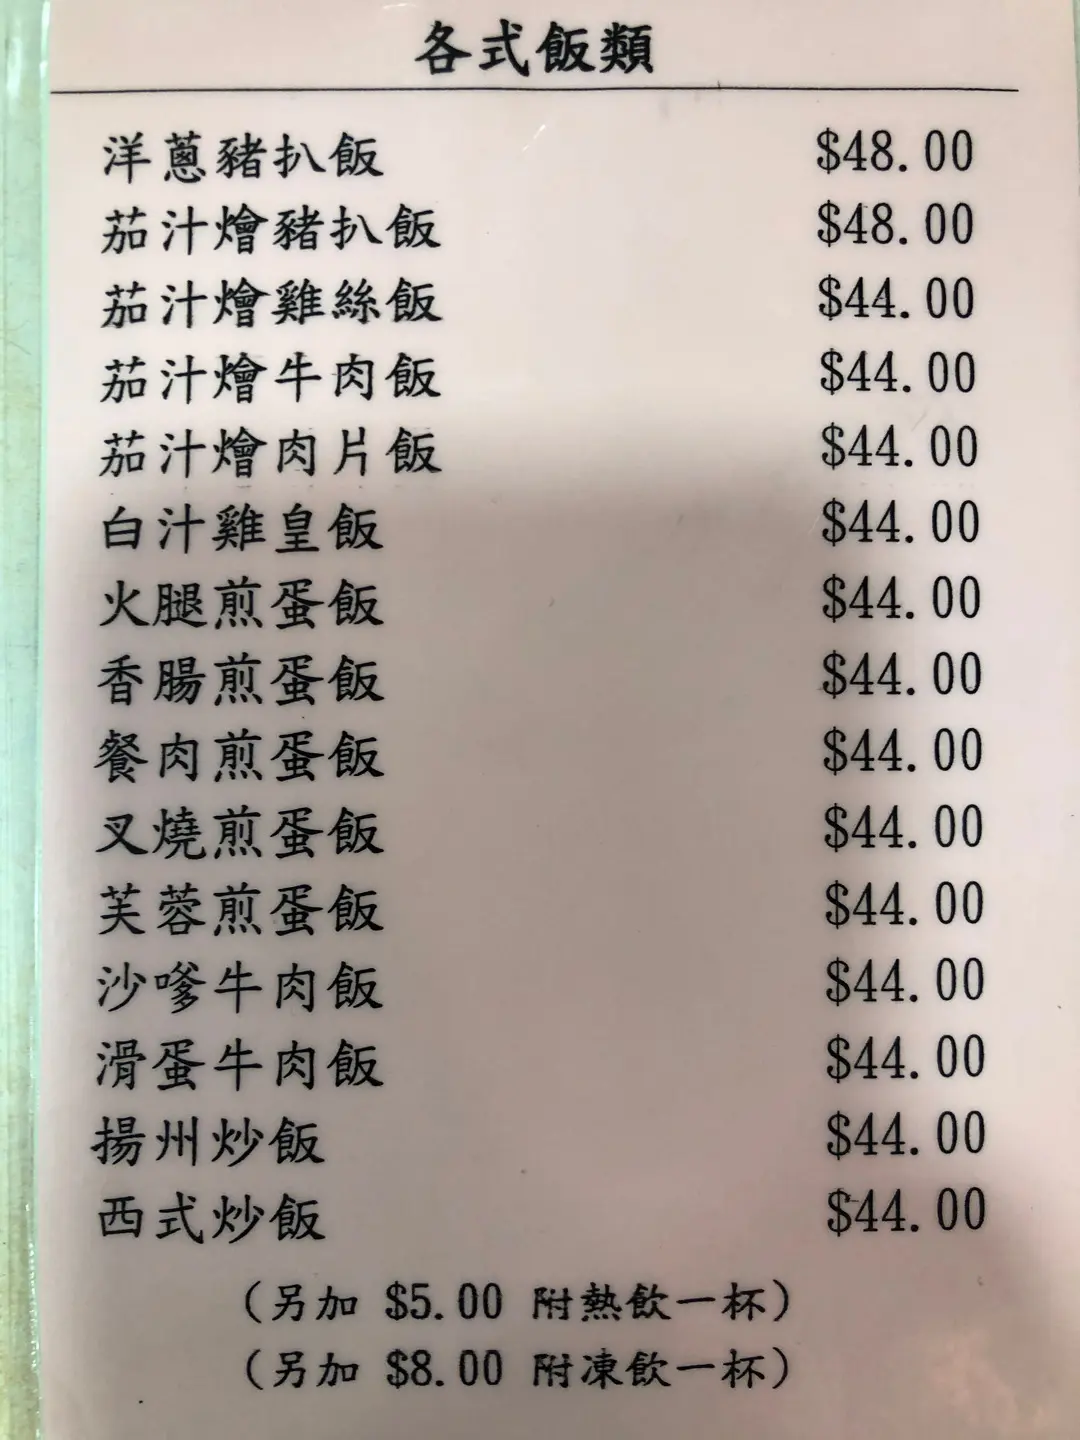 各式飯類
洋蔥豬扒飯 $48.00
茄汁燴豬扒飯 $48.00
茄汁燴雞絲飯 $44.00
茄汁燴牛肉飯 $44.00
茄汁燴肉片飯 $44.00
白汁雞皇飯 $44.00
火腿煎蛋飯 $44.00
香腸煎蛋飯 $44.00
餐肉煎蛋飯 $44.00
叉燒煎蛋飯 $44.00
芙蓉煎蛋飯 $44.00
沙嗲牛肉飯 $44.00
滑蛋牛肉飯 $44.00
揚州炒飯 $44.00
西式炒飯 $44.00
(另加 $5.00 附熱飲一杯)
(另加 $8.00 附凍飲一杯)